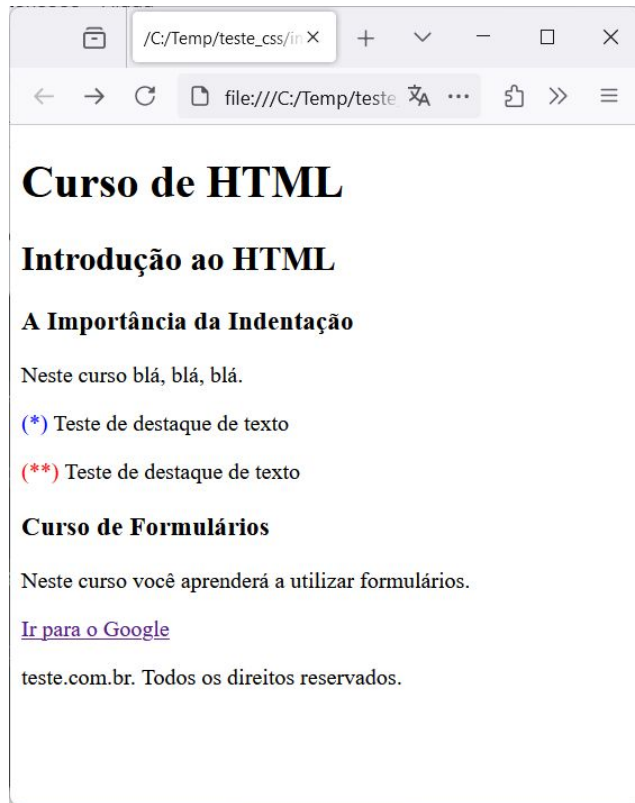 /C:/Temp/teste_css/in
file:///C:/Temp/teste
Curso de HTML
Introdução ao HTML
A Importância da Indentação
Neste curso blá, blá, blá.
(*) Teste de destaque de texto
(**) Teste de destaque de texto
Curso de Formulários
Neste curso você aprenderá a utilizar formulários.
Ir para o Google
teste.com.br. Todos os direitos reservados.